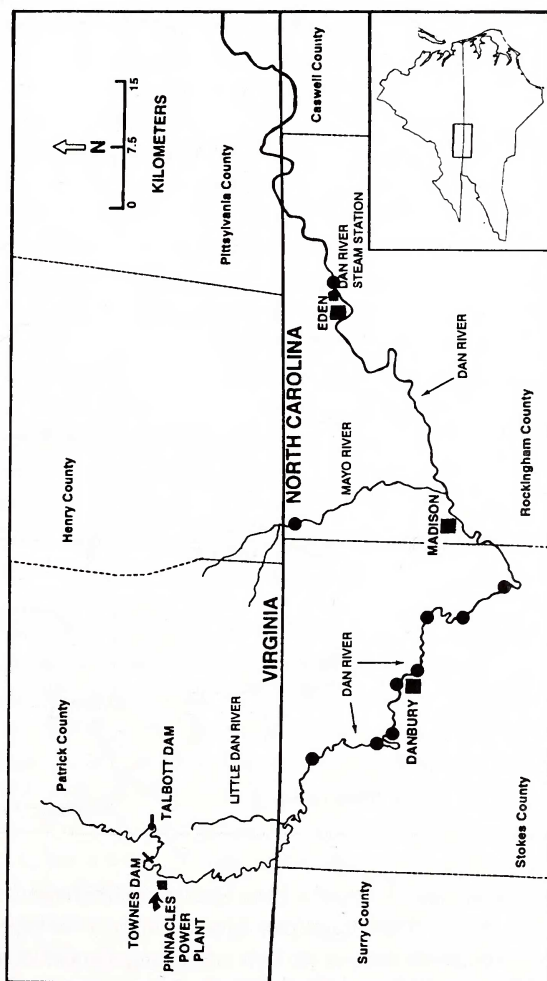 Patrick County
Henry County
Pittsylvania County
N
0 7.5 15
KILOMETERS
TOWNES DAM
TALBOTT DAM
PINNACLES
POWER
PLANT
LITTLE DAN RIVER
VIRGINIA
NORTH CAROLINA
Caswell County
Surry County
DAN RIVER
MAYO RIVER
EDEN
DAN RIVER
STEAM STATION
DANBURY
MADISON
DAN RIVER
Stokes County
Rockingham County